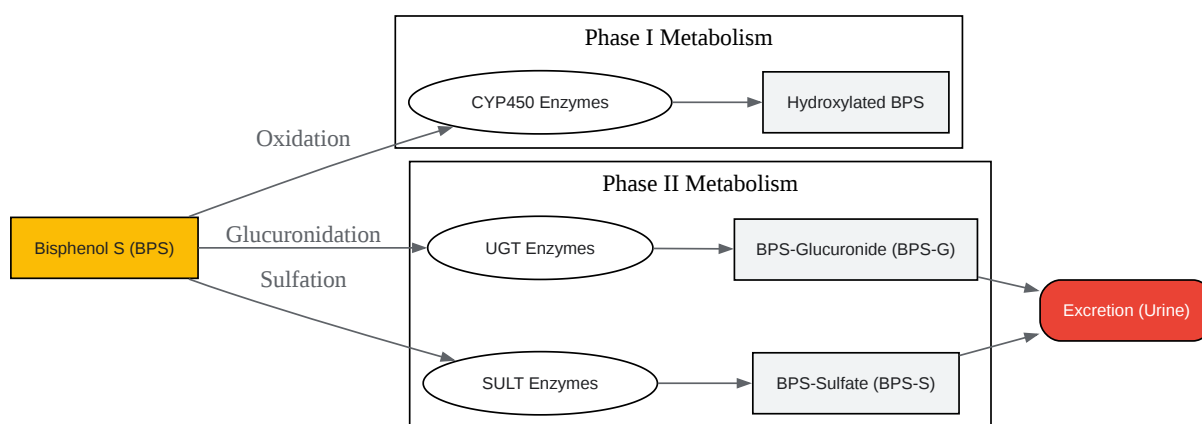 Phase I Metabolism
CYP450 Enzymes
Hydroxylated BPS
Oxidation
Phase II Metabolism
Bisphenol S (BPS)
Glucuronidation
UGT Enzymes
BPS-Glucuronide (BPS-G)
Sulfation
Excretion (Urine)
SULT Enzymes
BPS-Sulfate (BPS-S)